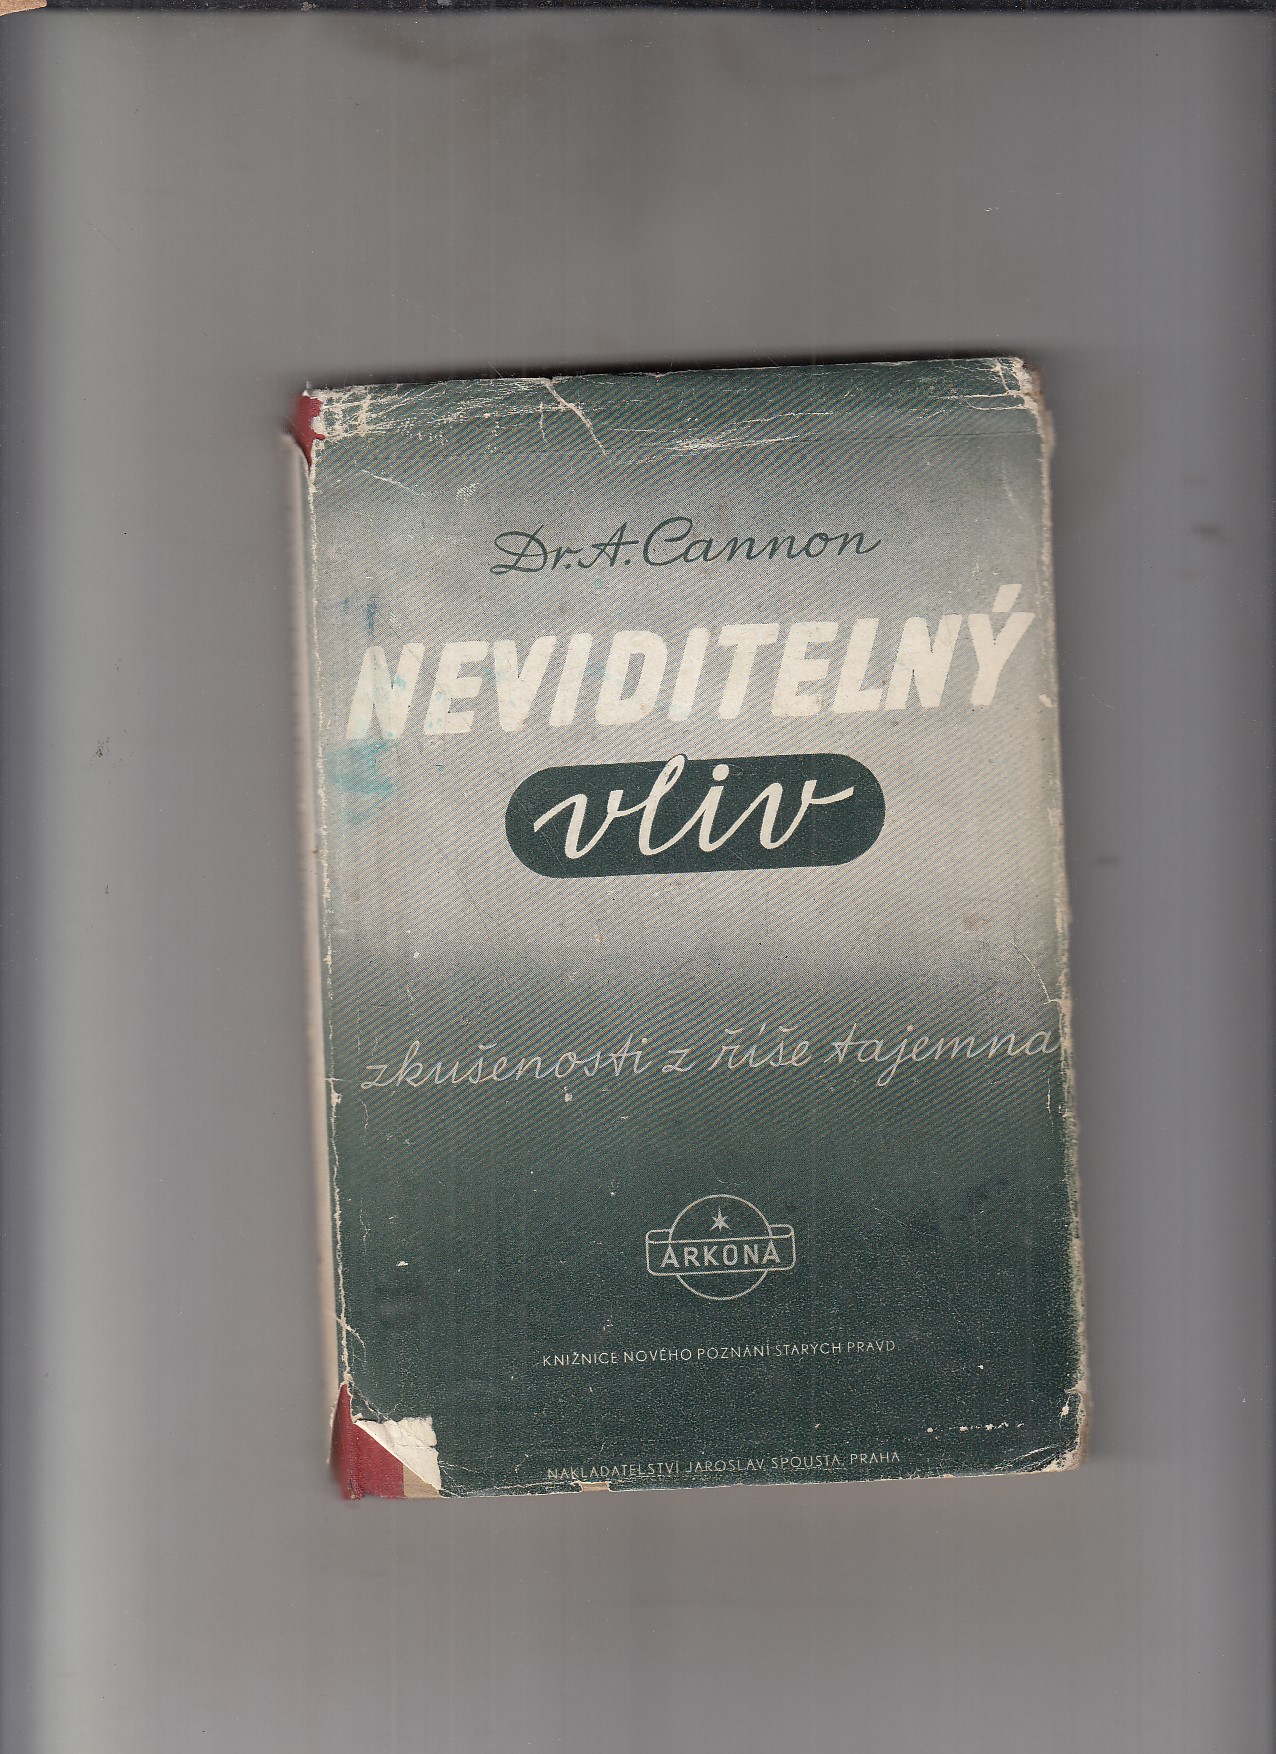 Dr. A. Cannon
NEVIDITELNÝ
vliv
zkušenosti z říše tajemna
ARKONA
KNIŽNICE NOVÉHO POZNÁNÍ STARÝCH PRAVD
NAKLADATELSTVÍ JAROSLAV SPOUSTA, PRAHA